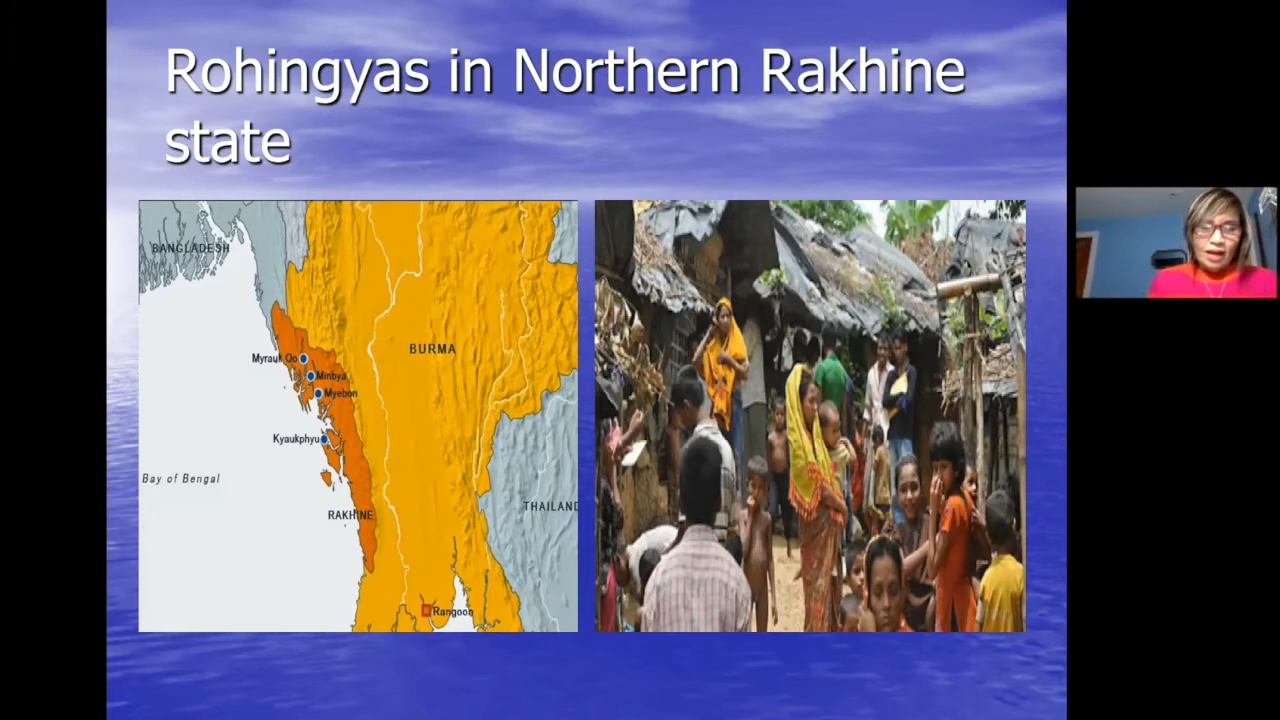 Rohingyas in Northern Rakhine
state
BANGLADESH
BURMA
Myrauk Oo
Minbya
Myebon
Kyaukphyu
Bay of Bengal
THAILAND
RAKHINE
Rangoon